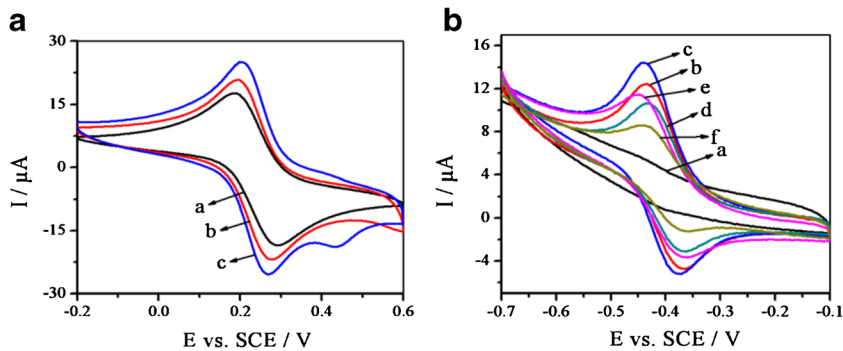 a
30
15
0
-15
-30
I / μA
a
b
c
-0.2 0.0 0.2 0.4 0.6
E vs. SCE / V
b
16
12
8
4
0
-4
I / μA
c
b
e
d
f
a
-0.7 -0.6 -0.5 -0.4 -0.3 -0.2 -0.1
E vs. SCE / V